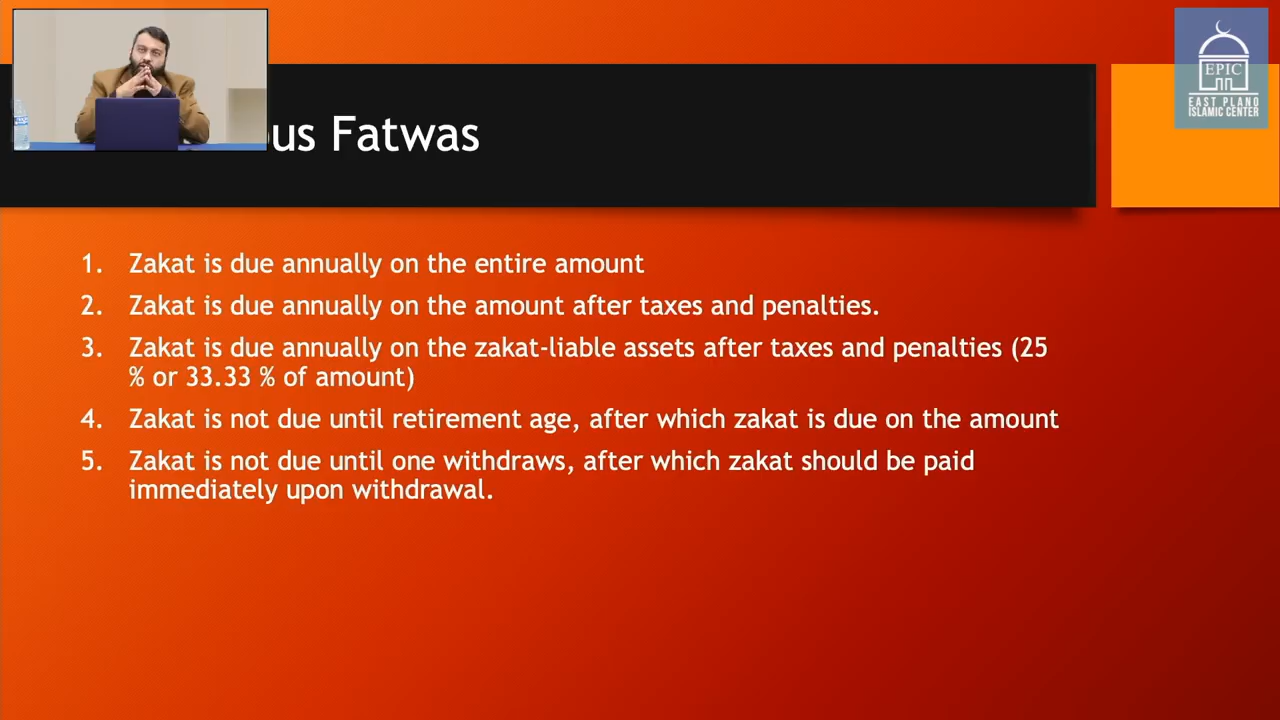 Fatwas
1. Zakat is due annually on the entire amount
2. Zakat is due annually on the amount after taxes and penalties.
3. Zakat is due annually on the zakat-liable assets after taxes and penalties (25
% or 33.33 % of amount)
4. Zakat is not due until retirement age, after which zakat is due on the amount
5. Zakat is not due until one withdraws, after which zakat should be paid
immediately upon withdrawal.
EPIC
EAST PLANO
ISLAMIC CENTER